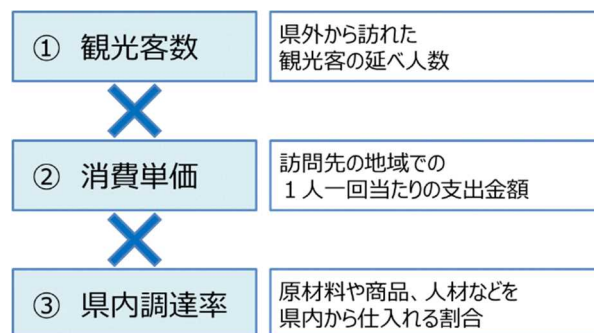 ① 観光客数
県外から訪れた
観光客の延べ人数
② 消費単価
訪問先の地域での
1人一回当たりの支出金額
③ 県内調達率
原材料や商品、人材などを
県内から仕入れる割合